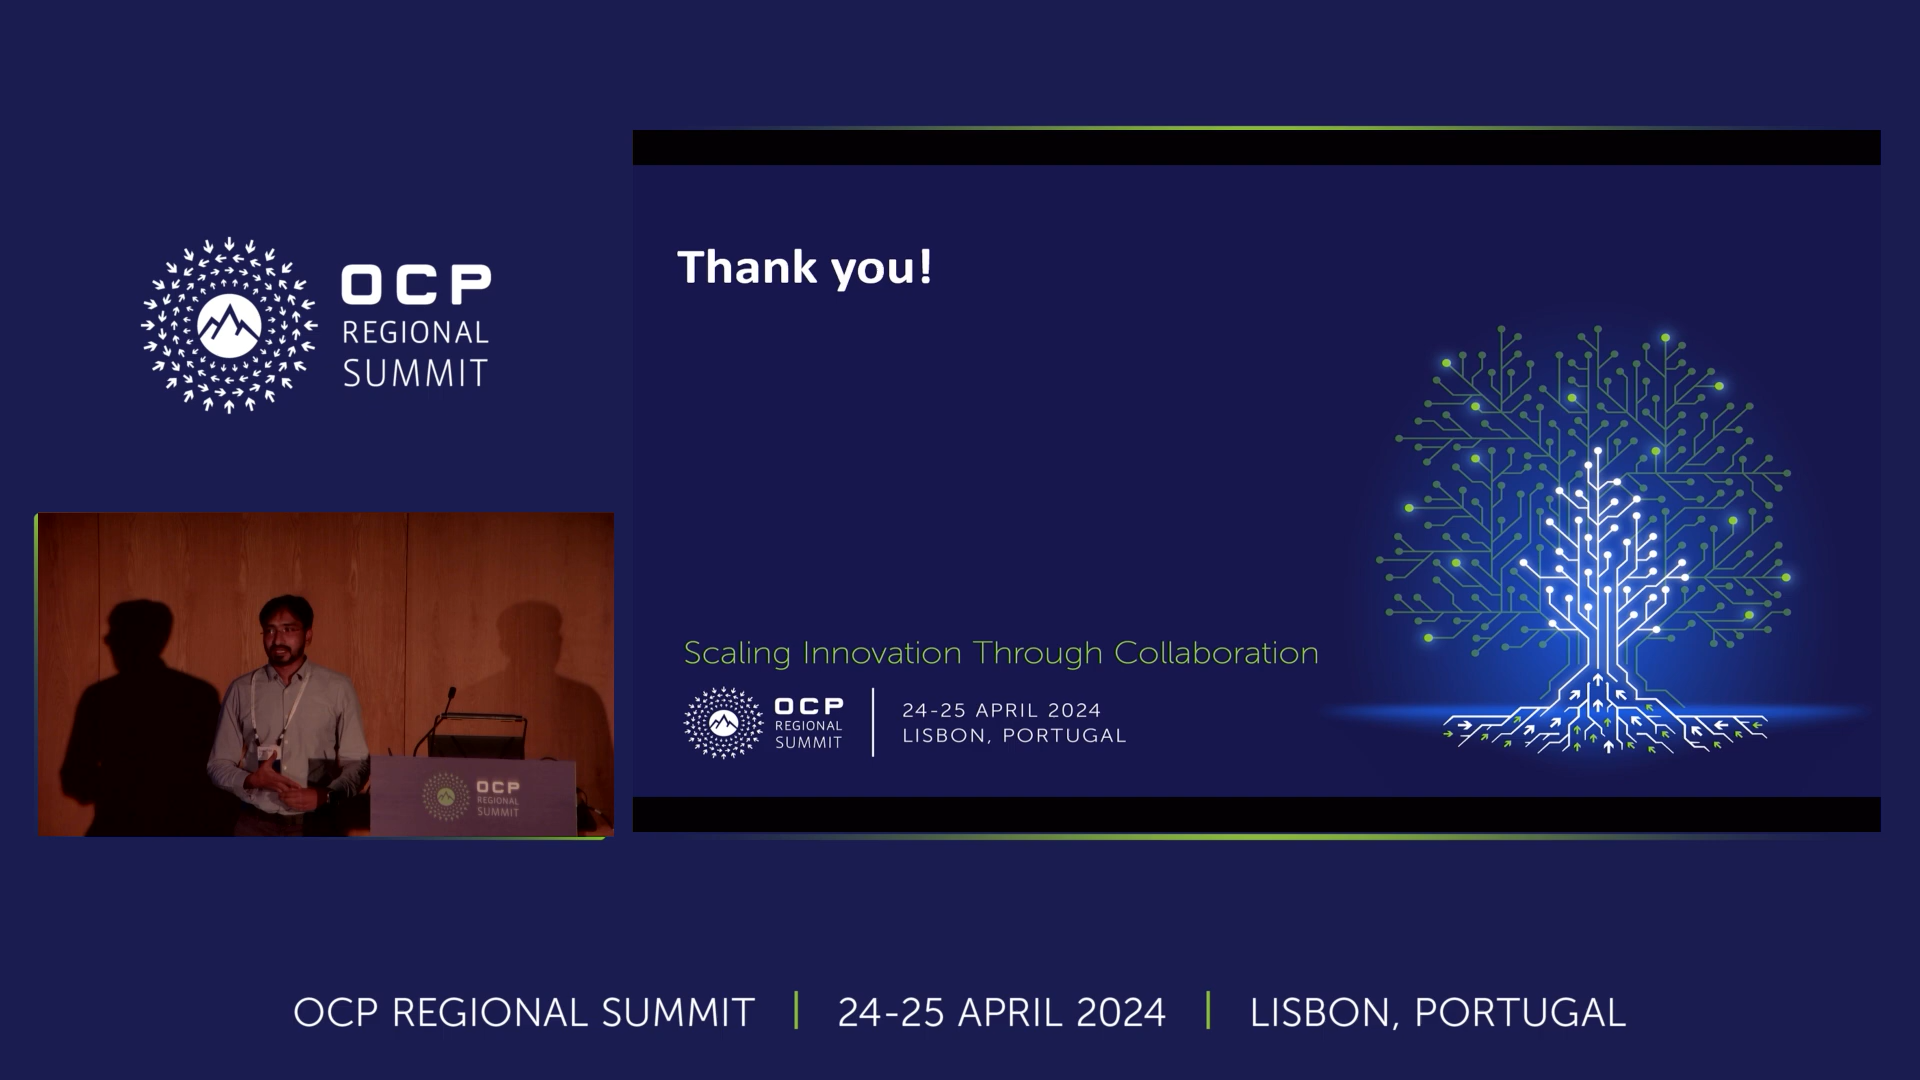 OCP
REGIONAL
SUMMIT
Thank you!
Scaling Innovation Through Collaboration
OCP
REGIONAL
SUMMIT
24-25 APRIL 2024
LISBON, PORTUGAL
OCP
REGIONAL
SUMMIT
OCP REGIONAL SUMMIT | 24-25 APRIL 2024 | LISBON, PORTUGAL